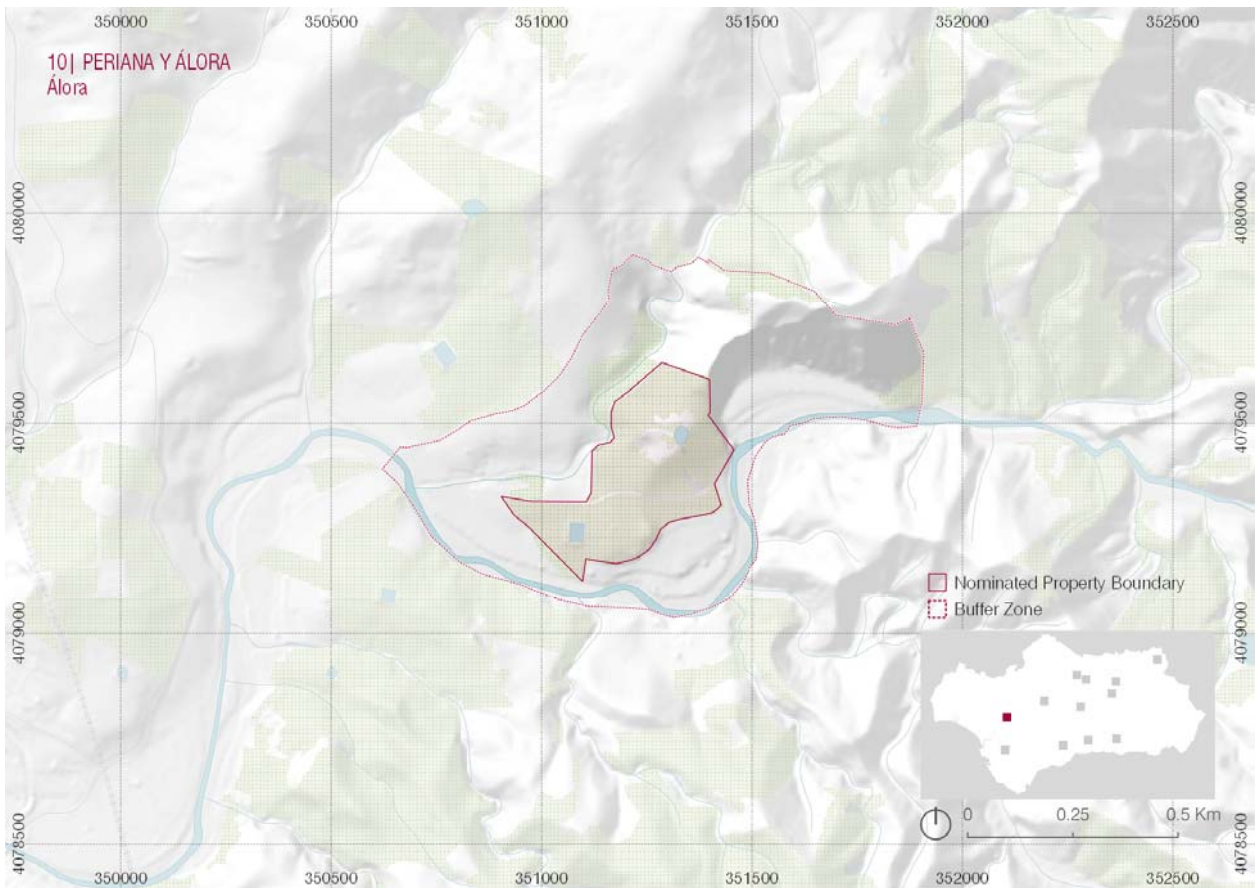 350000 350500 351000 351500 352000 352500
10| PERIANA Y ÁLORA
Álora
4080000 4080000
4079500 4079500
Nominated Property Boundary
Buffer Zone
4079000 4079000
0 0.25 0.5 Km
4078500 4078500
350000 350500 351000 351500 352000 352500